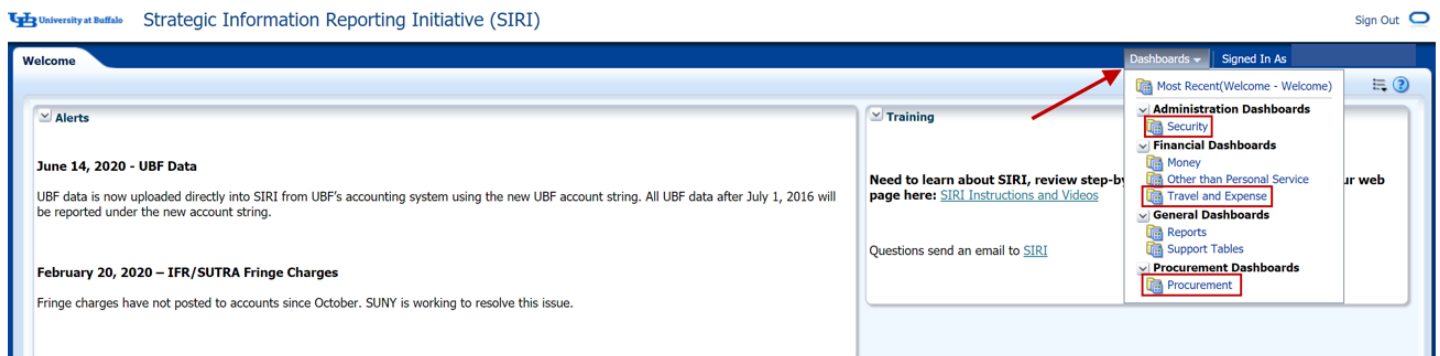 University at Buffalo Strategic Information Reporting Initiative (SIRI)
Sign Out
Welcome
Dashboards
Signed In As
Most Recent(Welcome - Welcome)
Administration Dashboards
Security
Financial Dashboards
Money
Other than Personal Service
Travel and Expense
General Dashboards
Reports
Support Tables
Procurement Dashboards
Procurement
Alerts
June 14, 2020 - UBF Data
UBF data is now uploaded directly into SIRI from UBF's accounting system using the new UBF account string. All UBF data after July 1, 2016 will
be reported under the new account string.
February 20, 2020 – IFR/SUTRA Fringe Charges
Fringe charges have not posted to accounts since October. SUNY is working to resolve this issue.
Training
Need to learn about SIRI, review step-by ur web
page here: SIRI Instructions and Videos
Questions send an email to SIRI